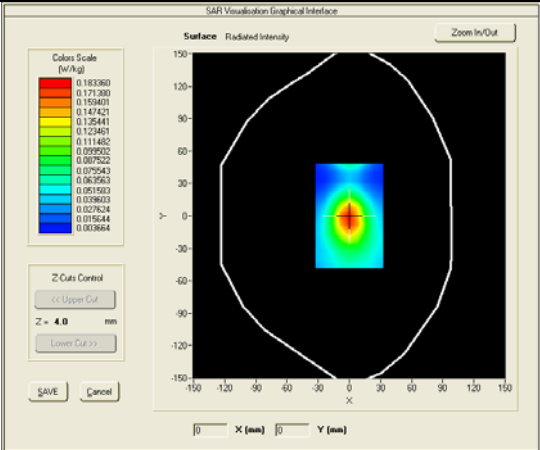 SAR Visualisation Graphical Interface
Surface Radiated Intensity
Zoom In/Out
Colors Scale
(W/kg)
0.183360
0.171380
0.159401
0.147421
0.135441
0.123461
0.111482
0.099502
0.087522
0.075543
0.063563
0.051583
0.039603
0.027624
0.015644
0.003664
Z-Cuts Control
<< Upper Cut
Z = 4.0 mm
Lower Cut >>
SAVE Cancel
150
120
90
60
30
0
-30
-60
-90
-120
-150
Y
-150 -120 -90 -60 -30 0 30 60 90 120 150
X
0 X (mm) 0 Y (mm)